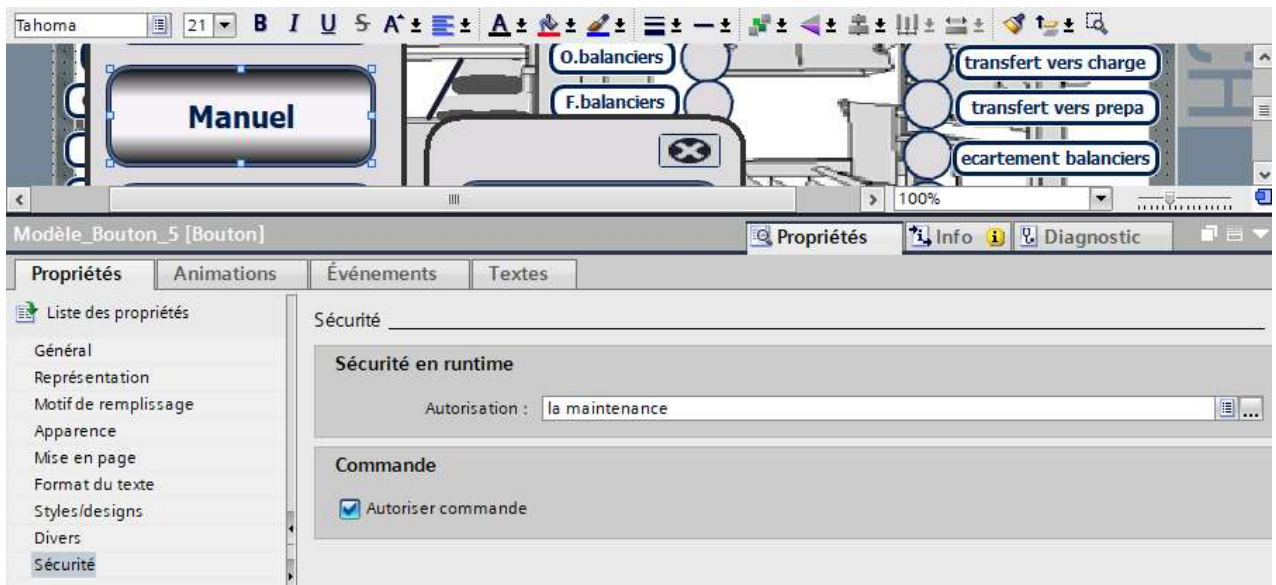 Tahoma 21 B I U S A A
O.balanciers transfert vers charge
Manuel F.balanciers transfert vers prepa
ecartement balanciers
100%
Modèle_Bouton_5 [Bouton] Propriétés Info Diagnostic
Propriétés Animations Événements Textes
Liste des propriétés
Sécurité
Général
Sécurité en runtime
Représentation
Motif de remplissage
Autorisation : la maintenance
Apparence
Mise en page
Commande
Format du texte
Styles/designs
Autoriser commande
Divers
Sécurité